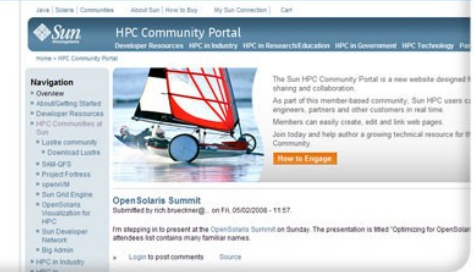 Java | Solaris | Communities About Sun | How to Buy My Sun Connection | Cart
Sun
microsystems
HPC Community Portal
Developer Resources HPC in Industry HPC in Research/Education HPC in Government HPC Technology
Home » HPC Community Portal
Navigation
Overview
About/Getting Started
Developer Resources
HPC Communities at
Sun
Lustre community
Download Lustre
SAM-QFS
Project Fortress
openxVM
Sun Grid Engine
OpenSolaris
Visualization for
HPC
Sun Developer
Network
Big Admin
HPC in Industry
HPC in
The Sun HPC Community Portal is a new website designed
sharing and collaboration.
As part of this member-based community, Sun HPC users
engineers, partners and other customers in real time.
Members can easily create, edit and link web pages.
Join today and help author a growing technical resource for
Community.
How to Engage
OpenSolaris Summit
Submitted by rich.brueckner@... on Fri, 05/02/2008 - 11:57.
I'm stepping in to present at the OpenSolaris Summit on Sunday. The presentation is titled "Optimizing for OpenSolari
attendees list contains many familiar names.
» Login to post comments Source